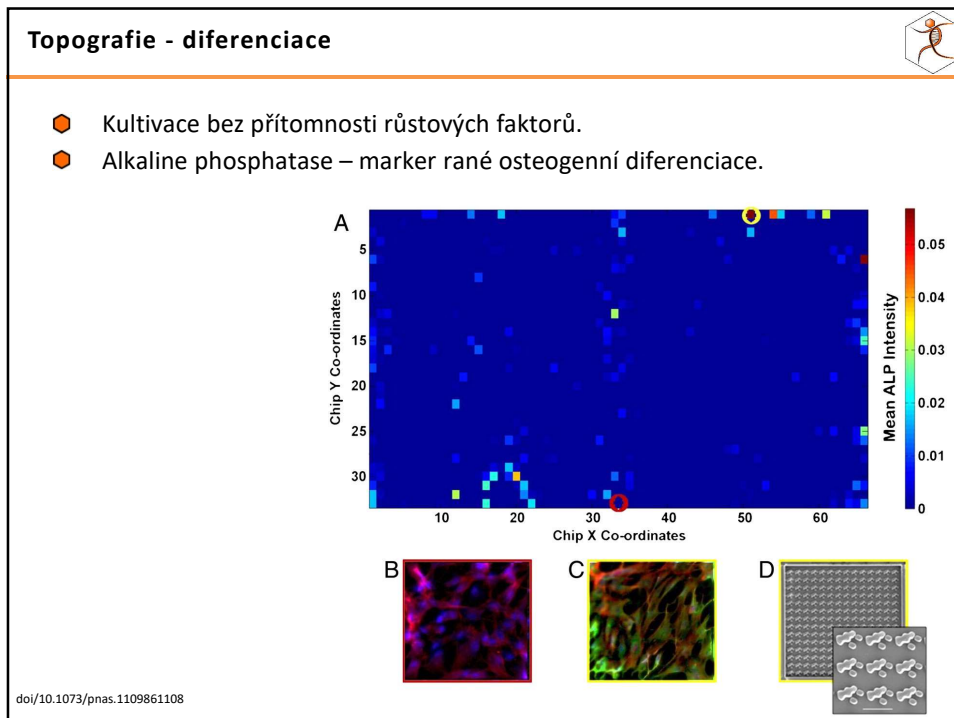 Topografie - diferenciace
Kultivace bez přítomnosti růstových faktorů.
Alkaline phosphatase – marker rané osteogenní diferenciace.
A
5
10
15
20
25
30
Chip Y Co-ordinates
10 20 30 40 50 60
Chip X Co-ordinates
0.05
0.04
0.03
0.02
0.01
0
Mean ALP Intensity
B
C
D
doi/10.1073/pnas.1109861108